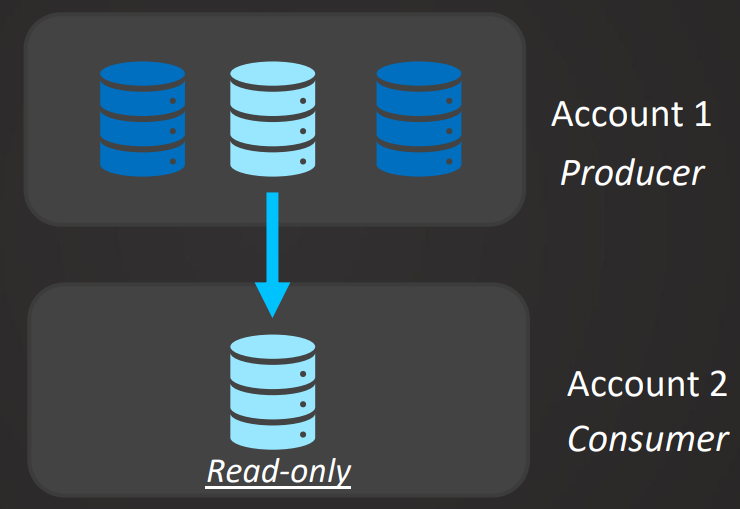 Account 1
Producer
Account 2
Consumer
Read-only